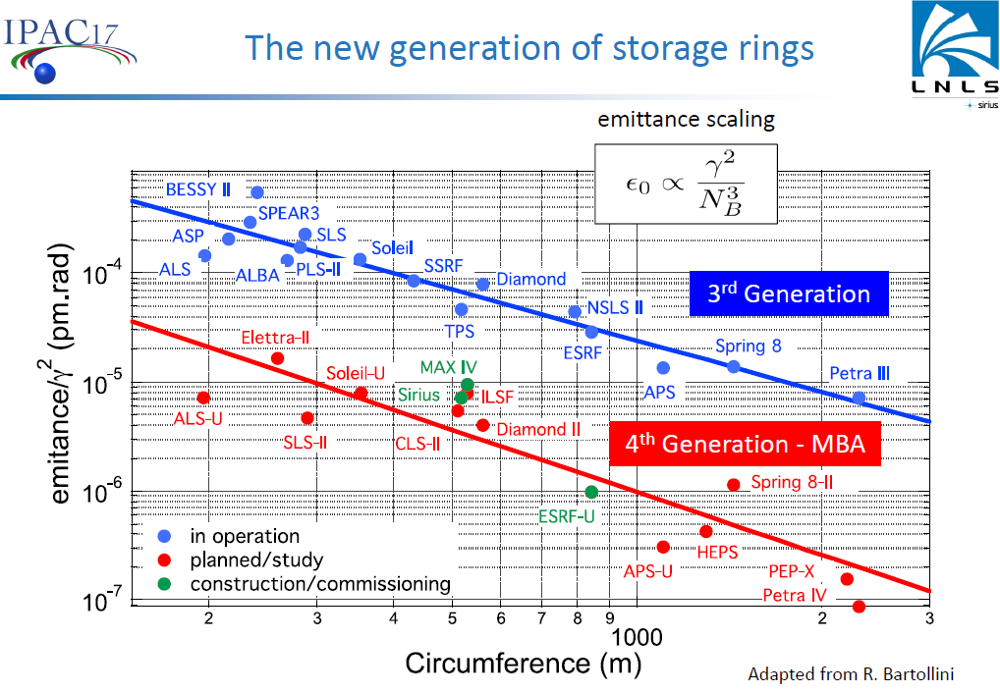 IPAC17
The new generation of storage rings
LNLS
sirius
emittance scaling
ϵ₀ ∝ γ²/N_B³
emitance/γ² (pm.rad)
10⁻⁴
10⁻⁵
10⁻⁶
10⁻⁷
BESSY II
SPEAR3
ASP
SLS
ALS
ALBA
PLS-II
Soleil
SSRF
Diamond
TPS
NSLS II
ESRF
3rd Generation
Spring 8
APS
Petra III
Elettra-II
Soleil-U
MAX IV
ALS-U
Sirius
ILSF
SLS-II
CLS-II
Diamond II
4th Generation - MBA
Spring 8-II
ESRF-U
HEPS
APS-U
PEP-X
Petra IV
in operation
planned/study
construction/commissioning
2 3 4 5 6 7 8 9 1000 2 3
Circumference (m)
Adapted from R. Bartollini